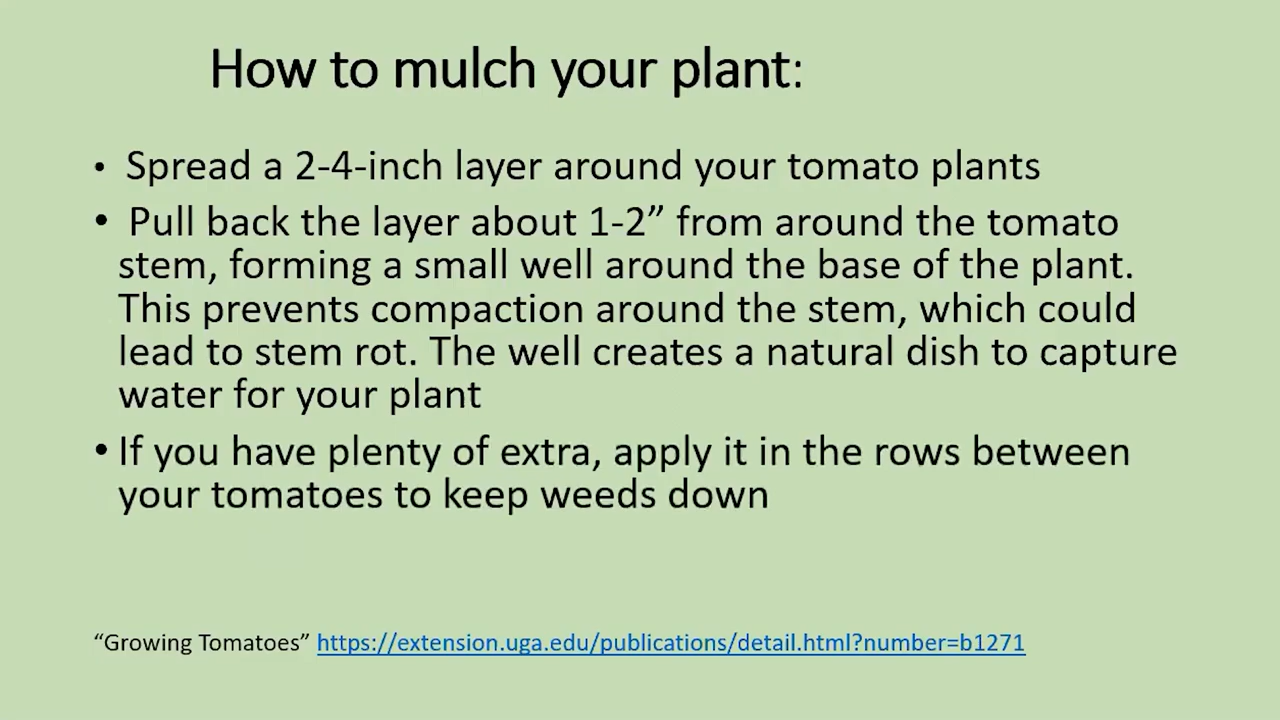 How to mulch your plant:
• Spread a 2-4-inch layer around your tomato plants
• Pull back the layer about 1-2” from around the tomato
stem, forming a small well around the base of the plant.
This prevents compaction around the stem, which could
lead to stem rot. The well creates a natural dish to capture
water for your plant
• If you have plenty of extra, apply it in the rows between
your tomatoes to keep weeds down
“Growing Tomatoes” https://extension.uga.edu/publications/detail.html?number=b1271